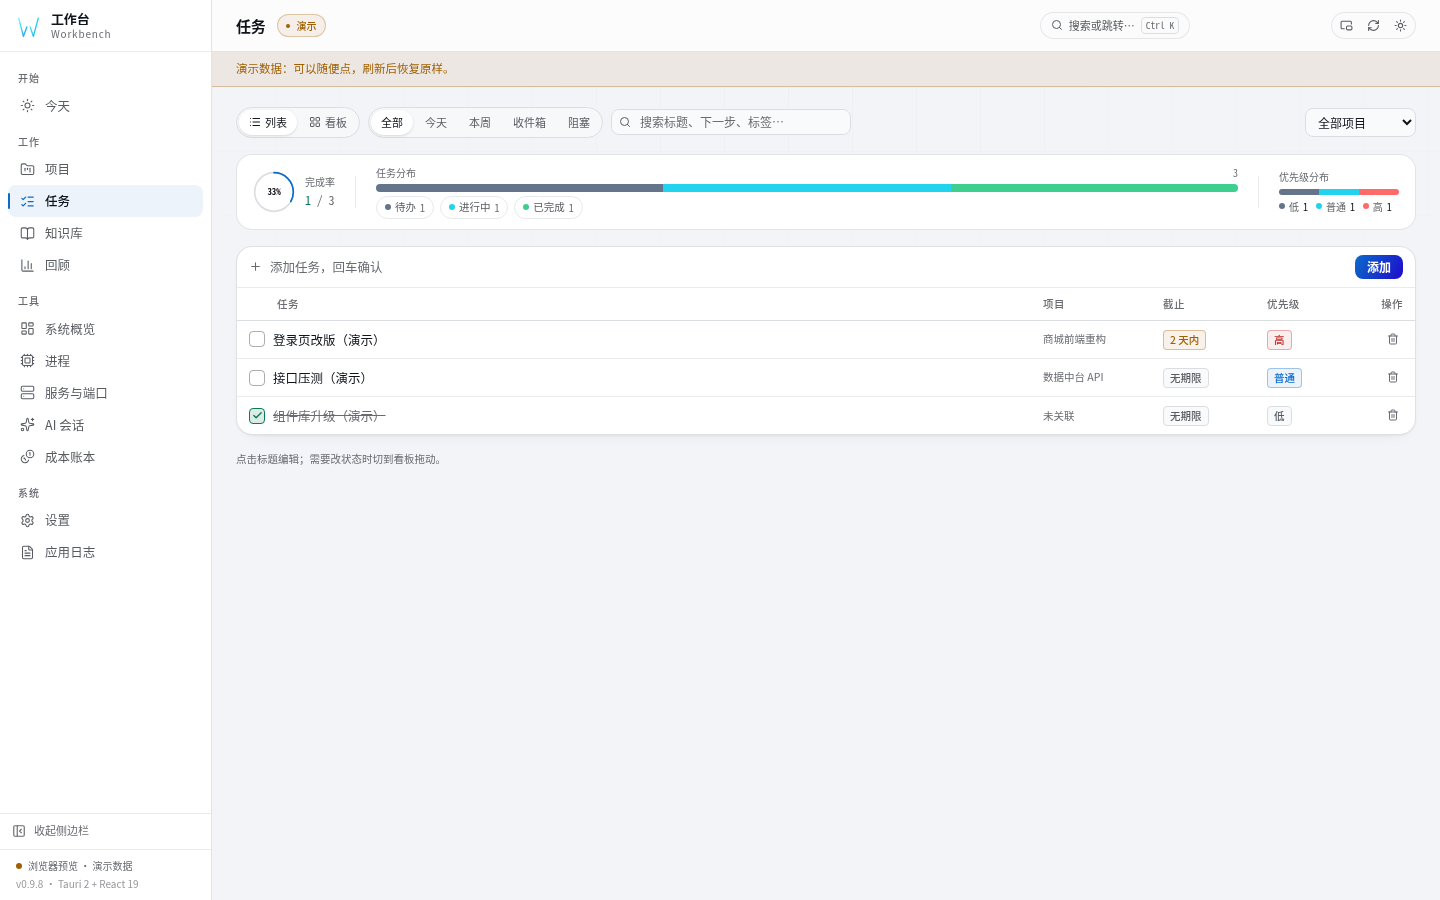 工作台
Workbench
开始
今天
工作
项目
任务
知识库
回顾
工具
系统概览
进程
服务与端口
AI 会话
成本账本
系统
设置
应用日志
收起侧边栏
浏览器预览 · 演示数据
v0.9.8 · Tauri 2 + React 19
任务 演示
搜索或跳转… Ctrl K
演示数据：可以随便点，刷新后恢复原样。
列表 看板 全部 今天 本周 收件箱 阻塞 搜索标题、下一步、标签… 全部项目
33% 完成率
1 / 3
任务分布 3
待办 1 进行中 1 已完成 1
优先级分布
低 1 普通 1 高 1
添加任务，回车确认 添加
任务 项目 截止 优先级 操作
登录页改版（演示） 商城前端重构 2 天内 高
接口压测（演示） 数据中台 API 无期限 普通
组件库升级（演示） 未关联 无期限 低
点击标题编辑；需要改状态时切到看板拖动。